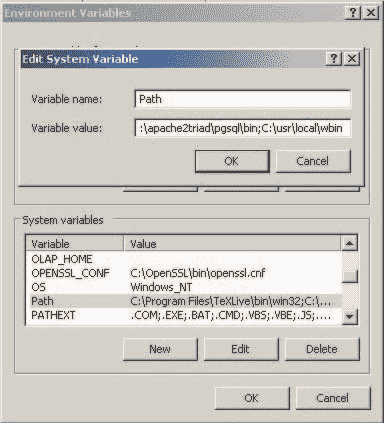 Environment Variables
Edit System Variable
Variable name: Path
Variable value: :\apache2triad\pgsql\bin;C:\usr\local\wbin
OK Cancel
System variables
Variable Value
OLAP_HOME
OPENSSL_CONF C:\OpenSSL\bin\openssl.cnf
OS Windows_NT
Path C:\Program Files\TeXLive\bin\win32;C:\...
PATHEXT .COM;.EXE;.BAT;.CMD;.VBS;.VBE;.JS;....
New Edit Delete
OK Cancel